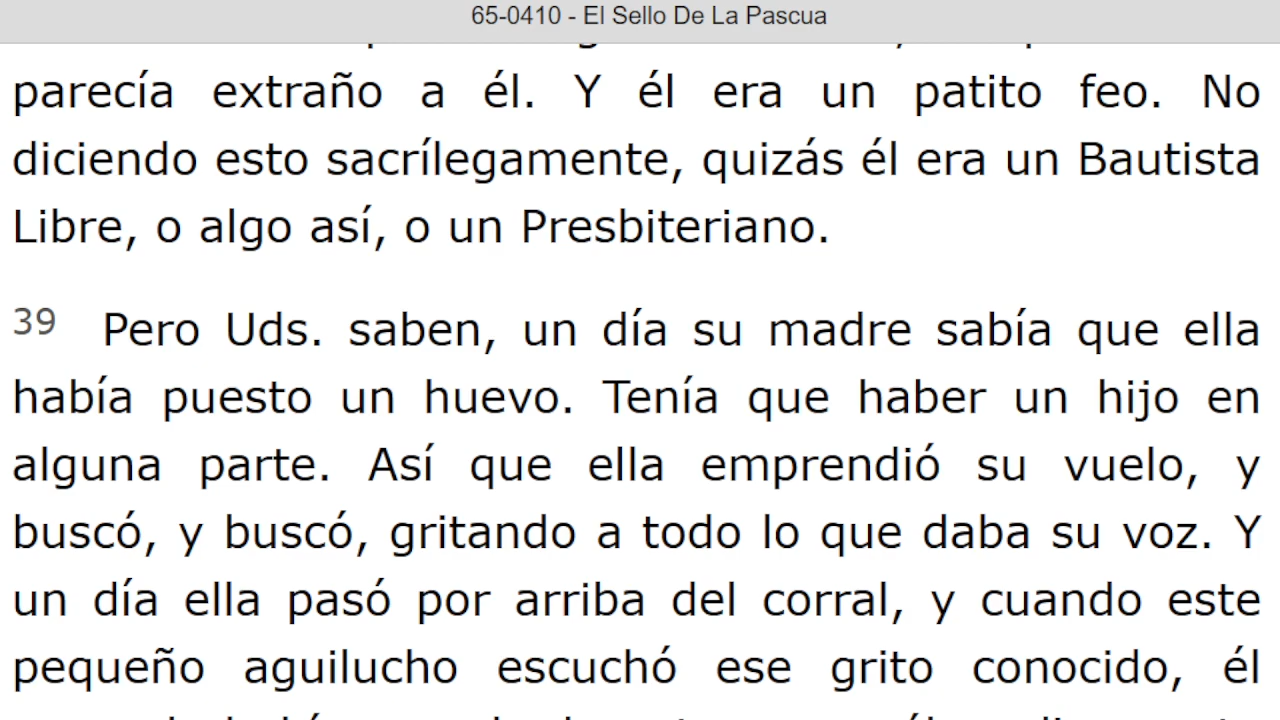 65-0410 - El Sello De La Pascua
parecía extraño a él. Y él era un patito feo. No
diciendo esto sacrílegamente, quizás él era un Bautista
Libre, o algo así, o un Presbiteriano.
39 Pero Uds. saben, un día su madre sabía que ella
había puesto un huevo. Tenía que haber un hijo en
alguna parte. Así que ella emprendió su vuelo, y
buscó, y buscó, gritando a todo lo que daba su voz. Y
un día ella pasó por arriba del corral, y cuando este
pequeño aguilucho escuchó ese grito conocido, él